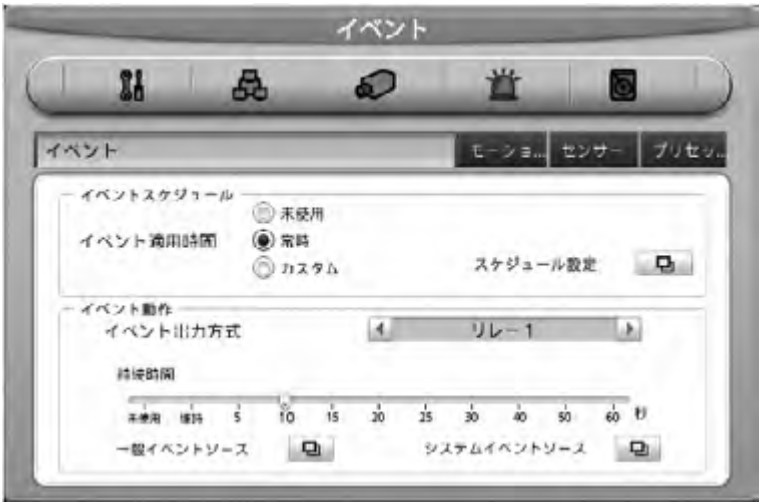 イベント
イベント モーショ... センサー プリセッ...
イベントスケジュール
未使用
イベント適用時間 常時
カスタム スケジュール設定
イベント動作
イベント出力方式 リレー 1
持続時間
未使用 維持 5 10 15 20 25 30 40 50 60 秒
一般イベントソース システムイベントソース